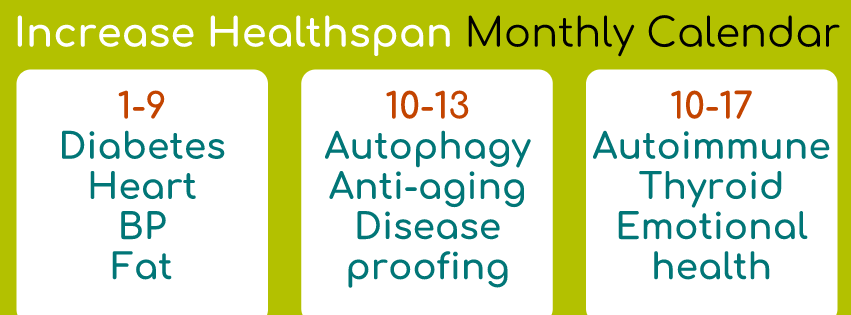 Increase Healthspan Monthly Calendar
1-9
Diabetes
Heart
BP
Fat
10-13
Autophagy
Anti-aging
Disease
proofing
10-17
Autoimmune
Thyroid
Emotional
health